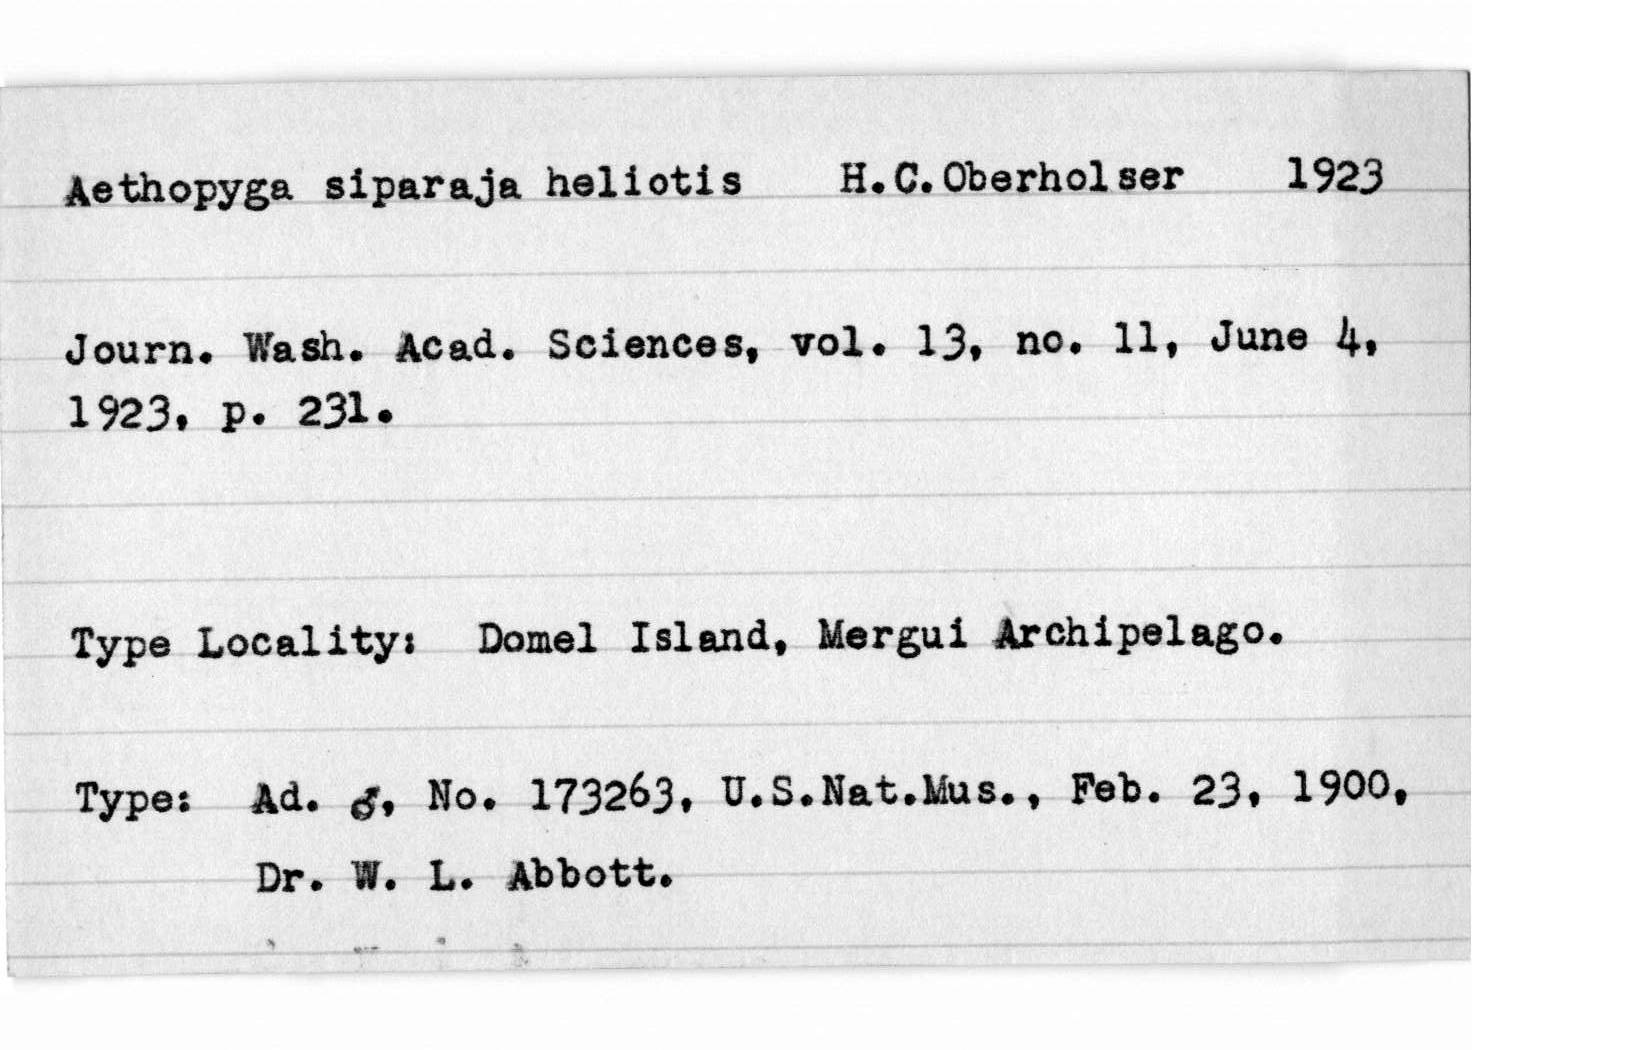 Aethopyga siparaja heliotis H.C.Oberholser 1923
Journ. Wash. Acad. Sciences, vol. 13, no. 11, June 4,
1923, p. 231.
Type Locality: Domel Island, Mergui Archipelago.
Type: Ad. ♂, No. 173263, U.S.Nat.Mus., Feb. 23, 1900,
Dr. W. L. Abbott.